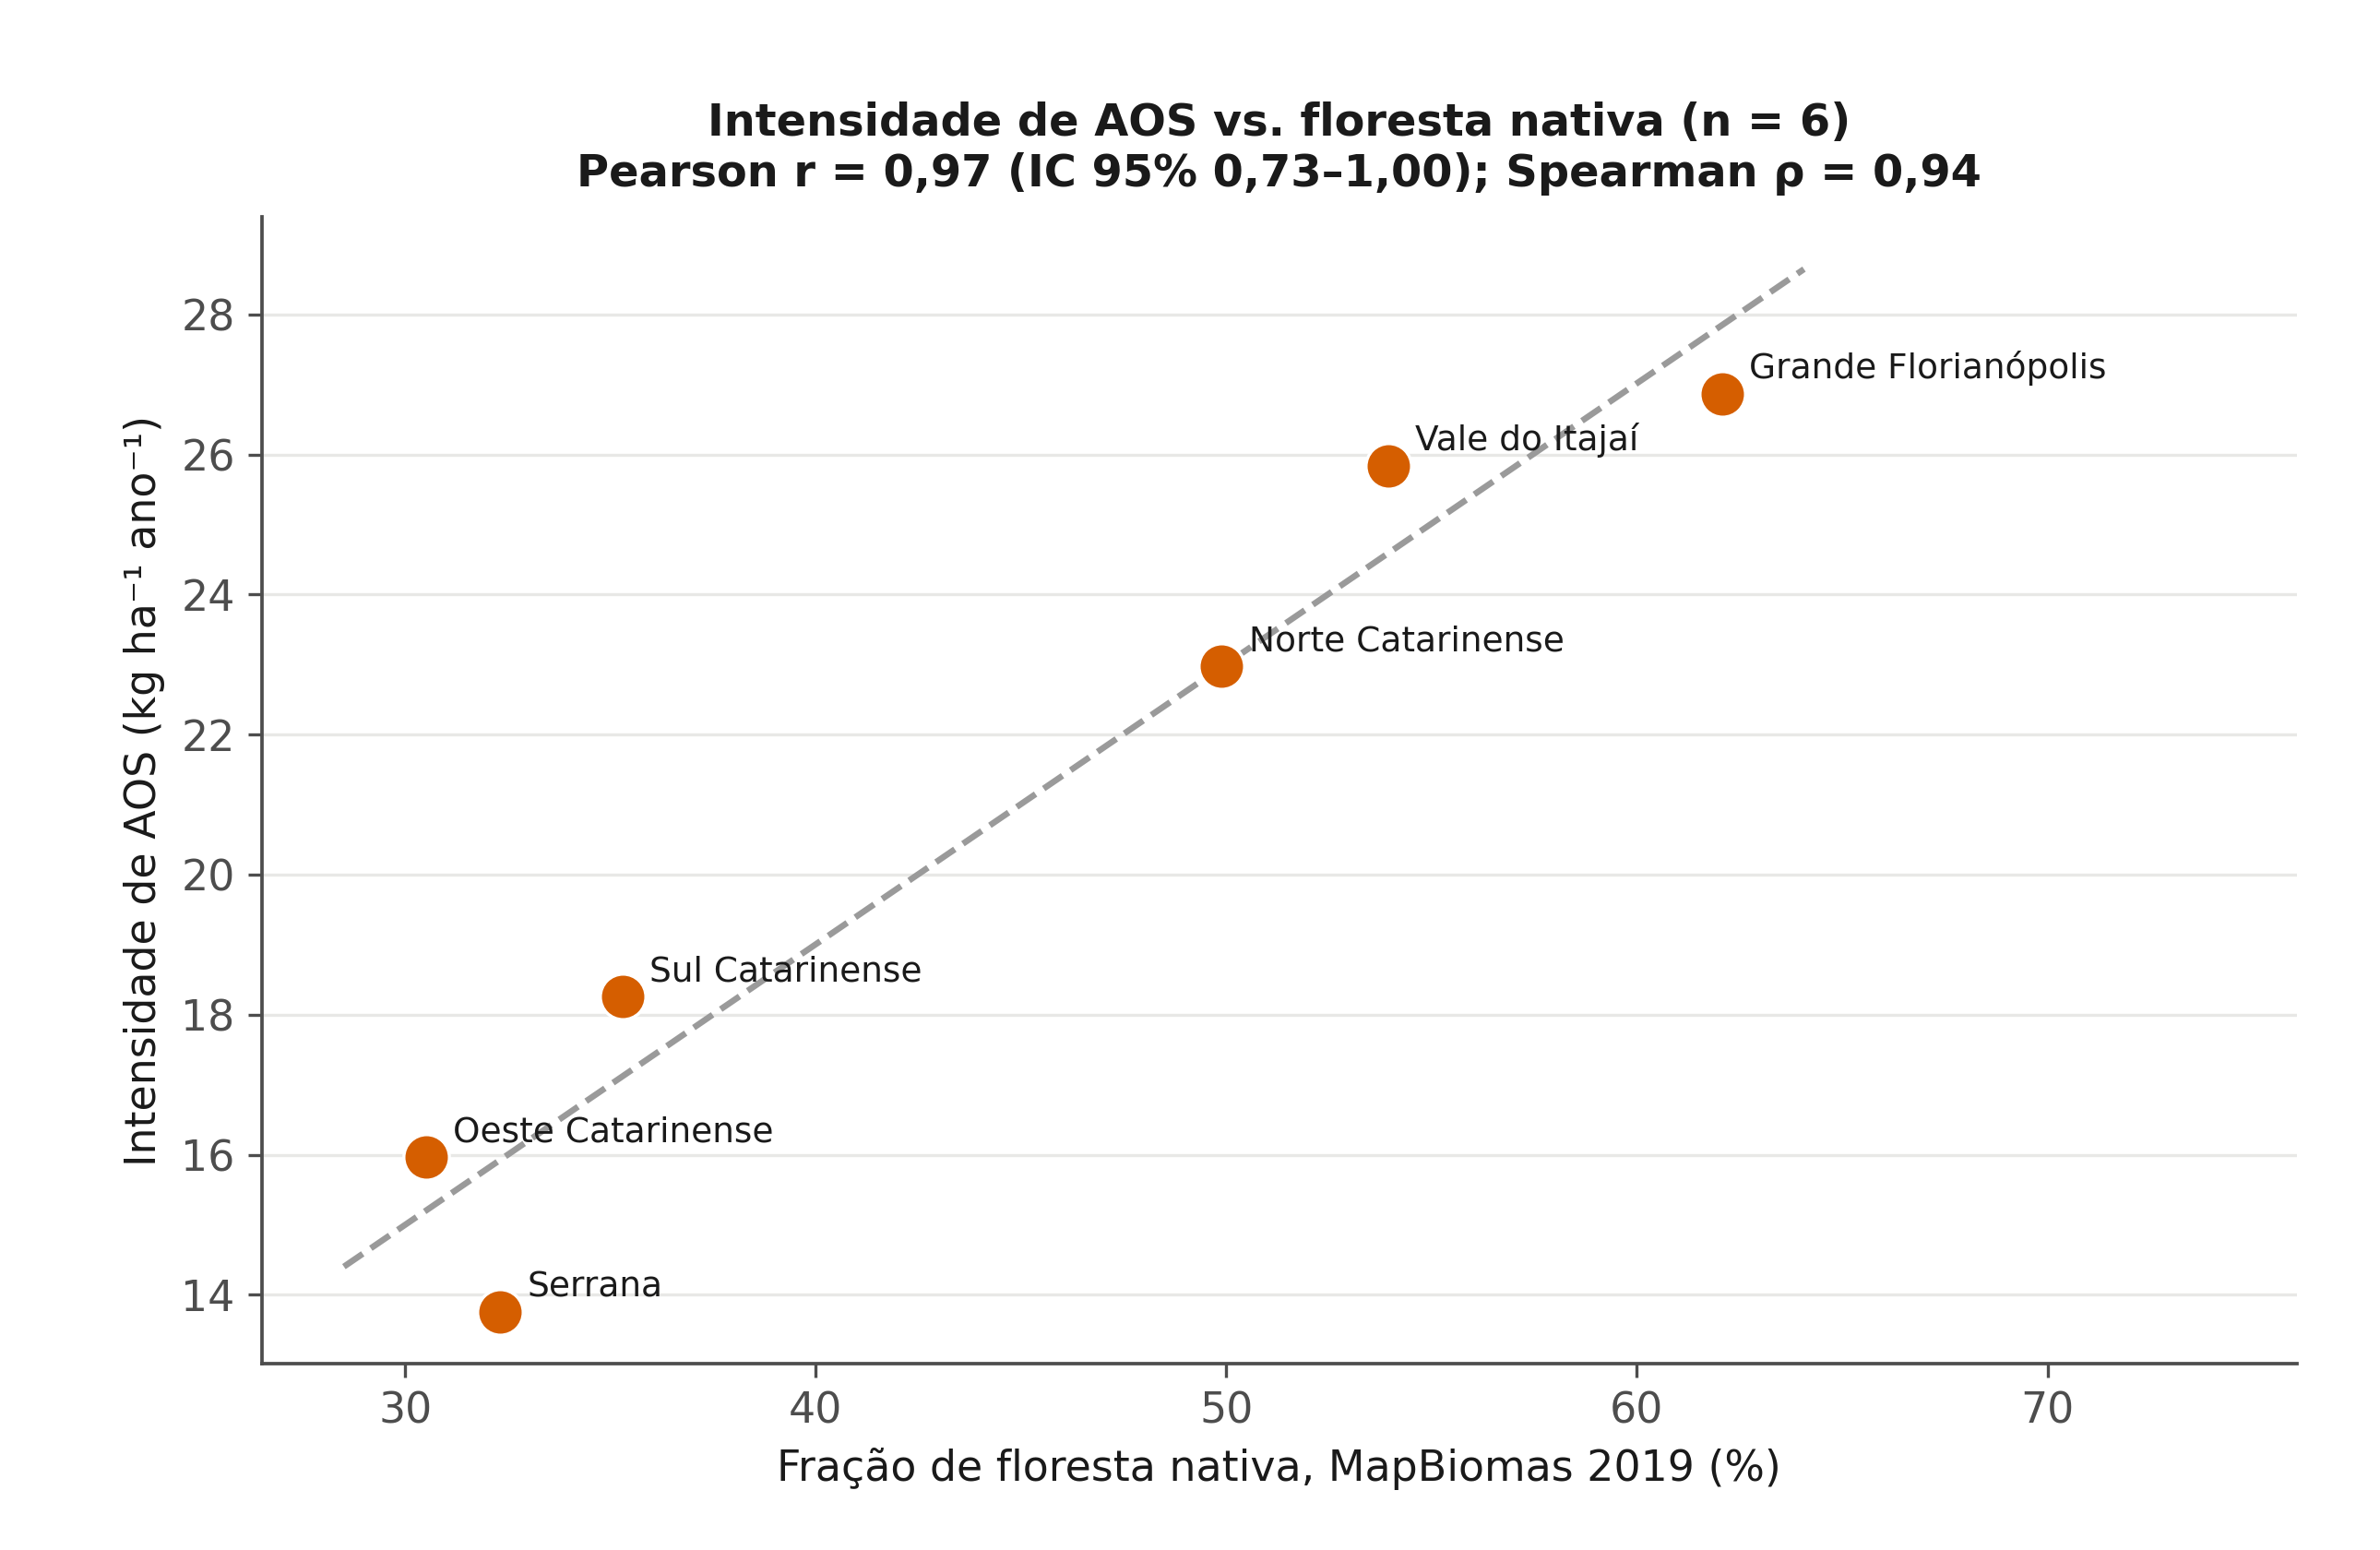 Intensidade de AOS vs. floresta nativa (n = 6)
Pearson r = 0,97 (IC 95% 0,73–1,00); Spearman ρ = 0,94
Intensidade de AOS (kg ha⁻¹ ano⁻¹)
28
26
24
22
20
18
16
14
Grande Florianópolis
Vale do Itajaí
Norte Catarinense
Sul Catarinense
Oeste Catarinense
Serrana
30 40 50 60 70
Fração de floresta nativa, MapBiomas 2019 (%)